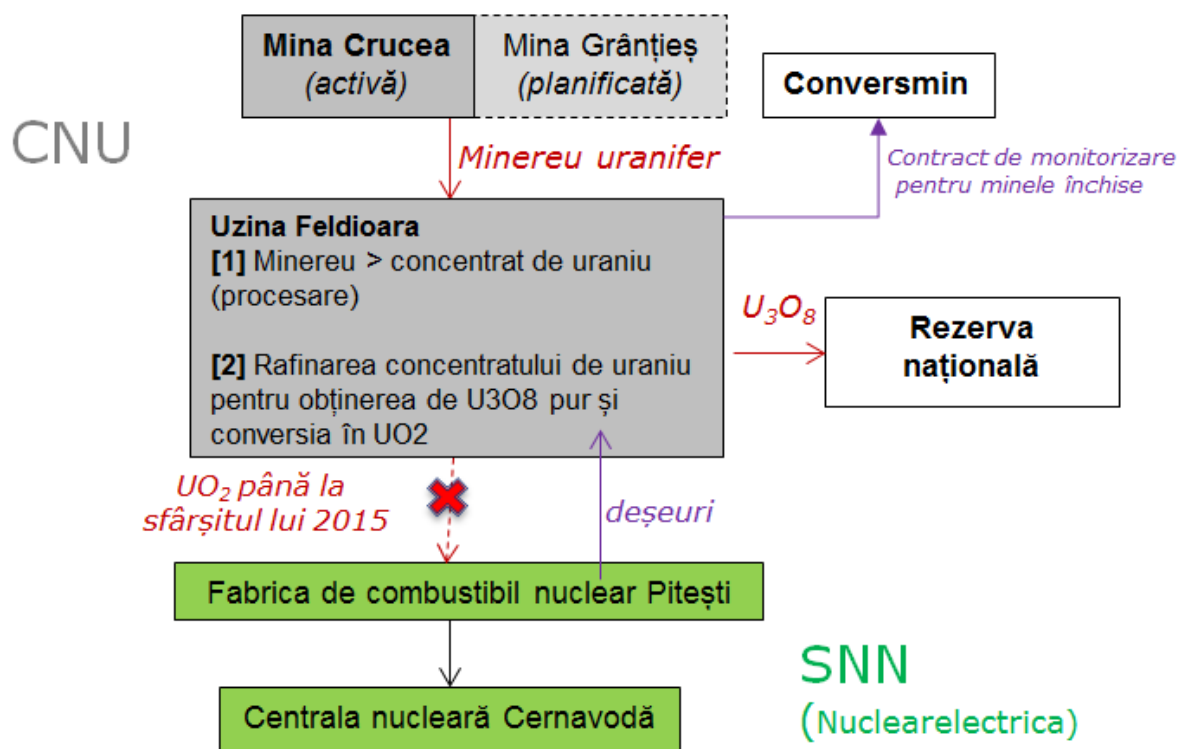 Mina Crucea
(activă)
Mina Grânțieș
(planificată)
Conversmin
CNU
Minereu uranifer
Contract de monitorizare
pentru minele închise
Uzina Feldioara
[1] Minereu > concentrat de uraniu
(procesare)
[2] Rafinarea concentratului de uraniu
pentru obținerea de U3O8 pur și
conversia în UO2
U₃O₈
Rezerva
națională
UO₂ până la
sfârșitul lui 2015
deșeuri
Fabrica de combustibil nuclear Pitești
Centrala nucleară Cernavodă
SNN
(Nuclearelectrica)